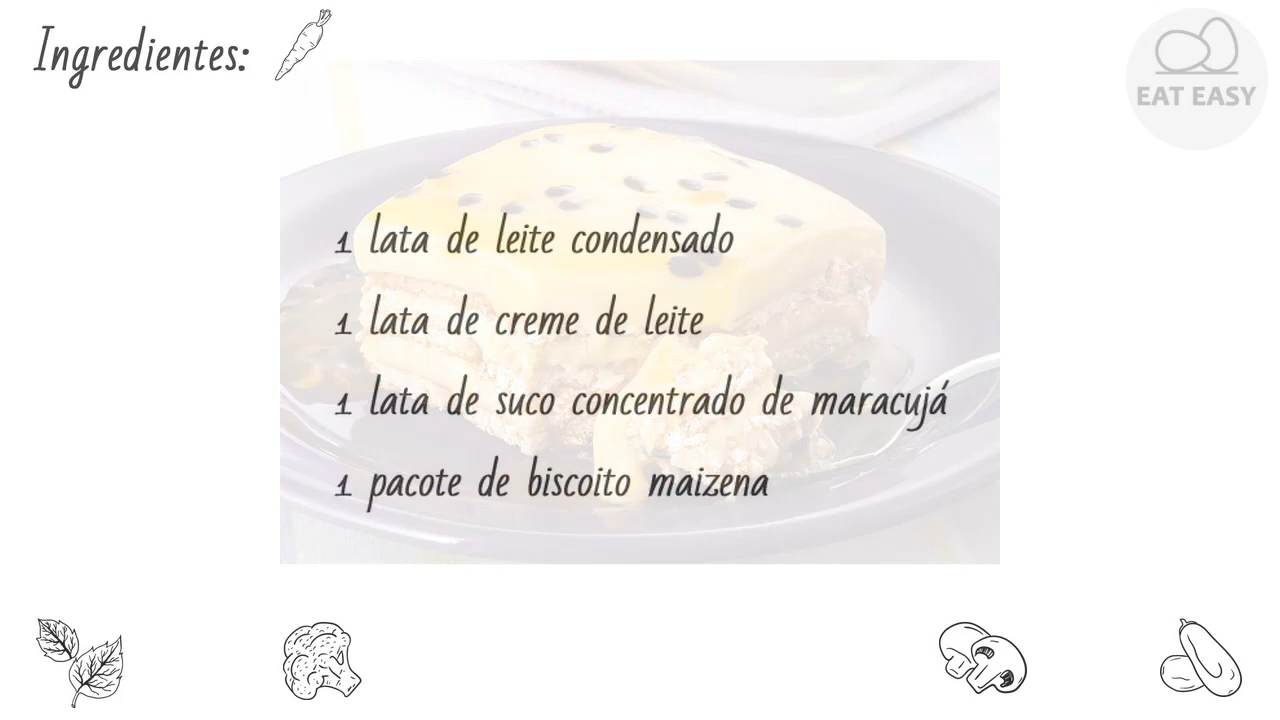 Ingredientes:
EAT EASY
1 lata de leite condensado
1 lata de creme de leite
1 lata de suco concentrado de maracujá
1 pacote de biscoito maizena